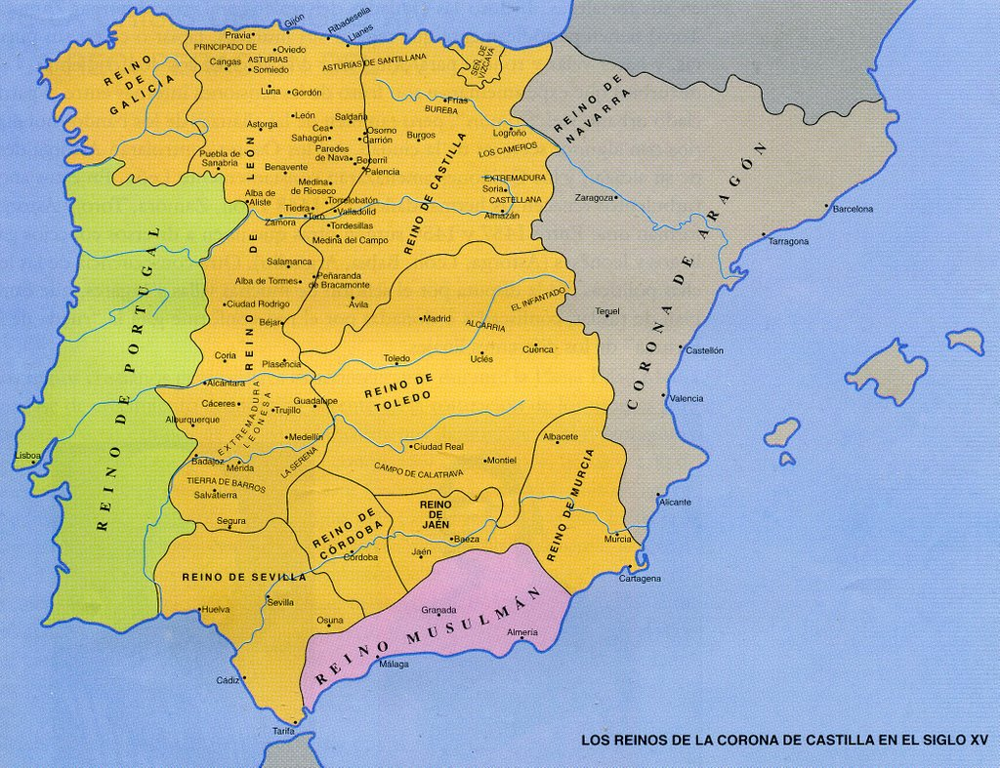 Gijón
Ribadesella
Llanes
Pravia
PRINCIPADO DE
ASTURIAS
Oviedo
Cangas
Somiedo
ASTURIAS DE SANTILLANA
SEÑ. DE
VIZCAYA
REINO
DE
GALICIA
Luna
Gordón
Frías
BUREBA
REINO DE
NAVARRA
León
Saldaña
Astorga
Cea
Sahagún
Osorno
Carrión
Burgos
Logroño
LOS CAMEROS
Puebla de
Sanabria
Paredes
de Nava
Becerril
Palencia
Benavente
Medina
de Rioseco
EXTREMADURA
CASTELLANA
Soria
Almazán
Zaragoza
Barcelona
Tarragona
Alba de
Aliste
Torrelobatón
Tiedra
Toro
Valladolid
Zamora
Tordesillas
Medina del Campo
REINO DE LEÓN
REINO DE CASTILLA
CORONA DE ARAGÓN
REINO DE PORTUGAL
Salamanca
Alba de Tormes
Peñaranda
de Bracamonte
Ciudad Rodrigo
Ávila
Béjar
Madrid
ALCARRIA
EL INFANTADO
Teruel
Coria
Plasencia
Toledo
Uclés
Cuenca
Castellón
Alcántara
REINO DE
TOLEDO
Cáceres
EXTREMADURA
LEONESA
Trujillo
Guadalupe
Valencia
Alburquerque
Medellín
Ciudad Real
Albacete
Lisboa
Badajoz
Mérida
LA SERENA
Montiel
CAMPO DE CALATRAVA
TIERRA DE BARROS
Salvatierra
REINO DE MURCIA
Alicante
Segura
REINO DE
CÓRDOBA
REINO
DE
JAÉN
Baeza
Murcia
Córdoba
Jaén
Cartagena
REINO DE SEVILLA
Huelva
Sevilla
Osuna
Granada
REINO MUSULMÁN
Almería
Málaga
Cádiz
Tarifa
LOS REINOS DE LA CORONA DE CASTILLA EN EL SIGLO XV